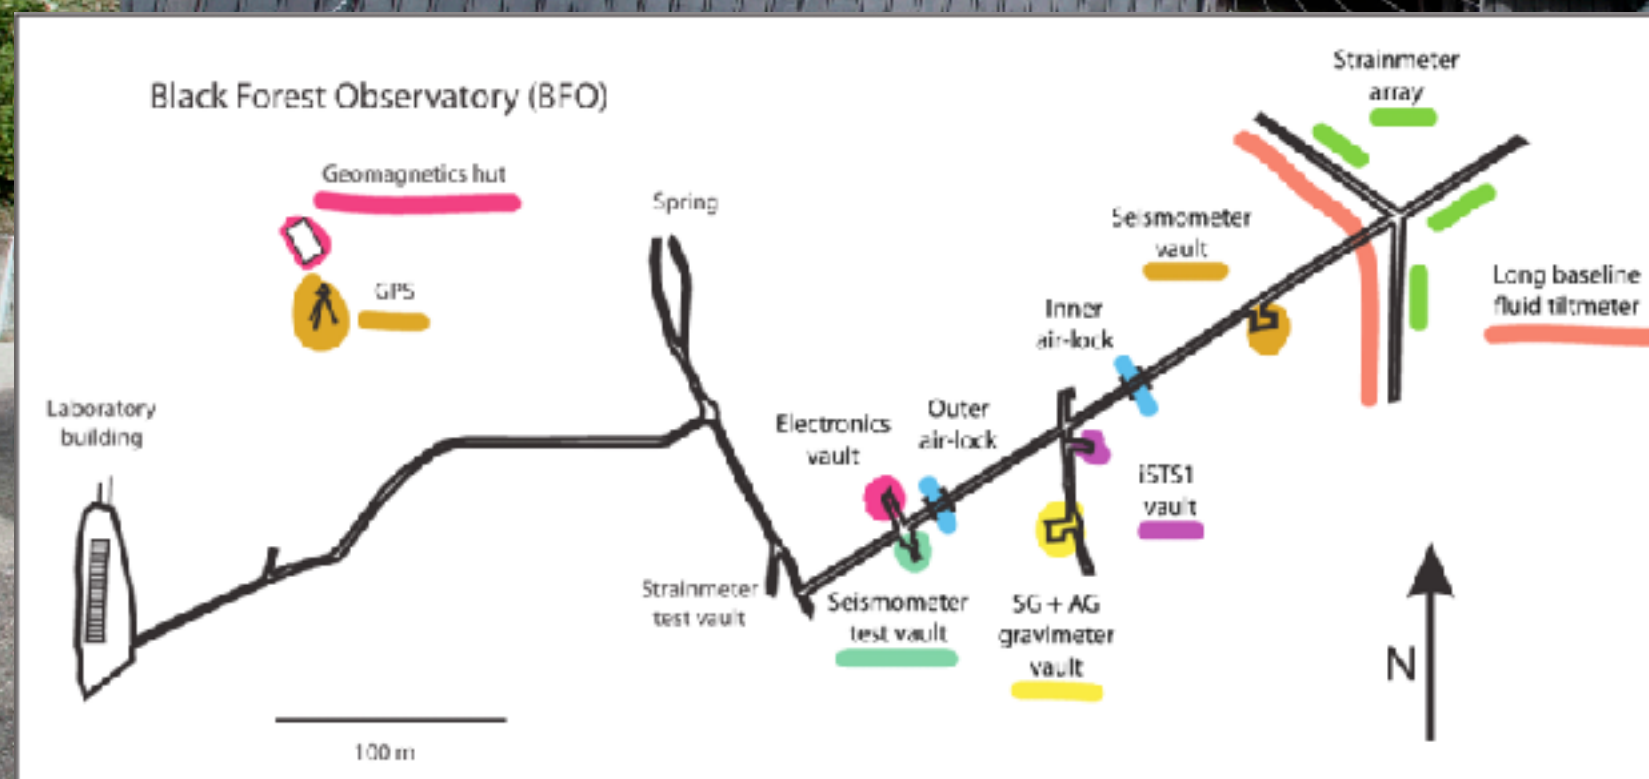 Black Forest Observatory (BFO)
Strainmeter
array
Geomagnetics hut
Spring
Seismometer
vault
GPS
Long baseline
fluid tiltmeter
Inner
air-lock
Laboratory
building
Electronics
vault
Outer
air-lock
iSTS1
vault
Strainmeter
test vault
Seismometer
test vault
SG + AG
gravimeter
vault
N
100 m